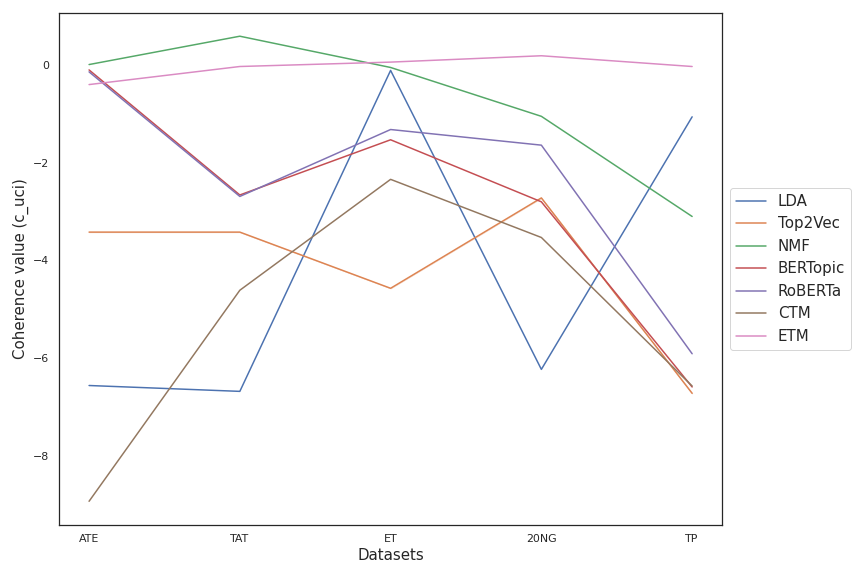 0
−2
−4
−6
−8
Coherence value (c_uci)
ATE
TAT
ET
20NG
TP
Datasets
LDA
Top2Vec
NMF
BERTopic
RoBERTa
CTM
ETM